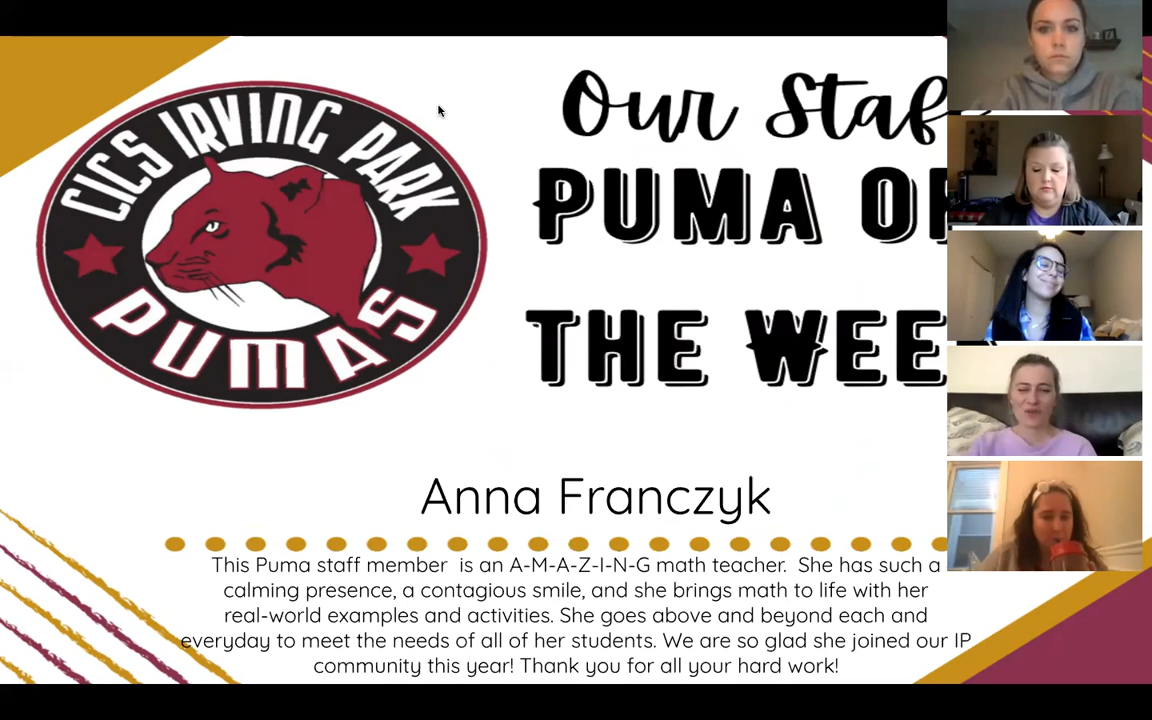 CICS IRVING PARK
PUMAS
Our Staf
PUMA OF
THE WEE
Anna Franczyk
This Puma staff member is an A-M-A-Z-I-N-G math teacher. She has such a
calming presence, a contagious smile, and she brings math to life with her
real-world examples and activities. She goes above and beyond each and
everyday to meet the needs of all of her students. We are so glad she joined our IP
community this year! Thank you for all your hard work!